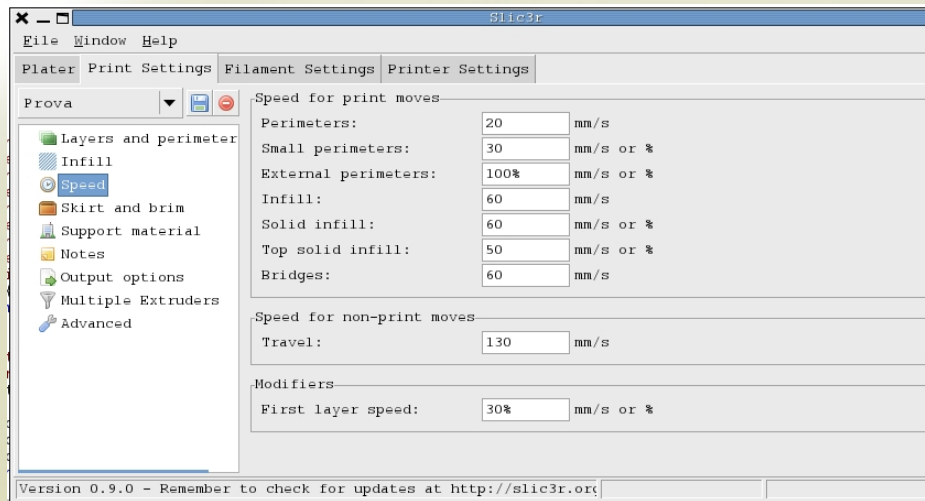 Slic3r
File Window Help
Plater Print Settings Filament Settings Printer Settings
Prova
Layers and perimeter
Infill
Speed
Skirt and brim
Support material
Notes
Output options
Multiple Extruders
Advanced
Speed for print moves
Perimeters: 20 mm/s
Small perimeters: 30 mm/s or %
External perimeters: 100% mm/s or %
Infill: 60 mm/s
Solid infill: 60 mm/s or %
Top solid infill: 50 mm/s or %
Bridges: 60 mm/s
Speed for non-print moves
Travel: 130 mm/s
Modifiers
First layer speed: 30% mm/s or %
Version 0.9.0 - Remember to check for updates at http://slic3r.org